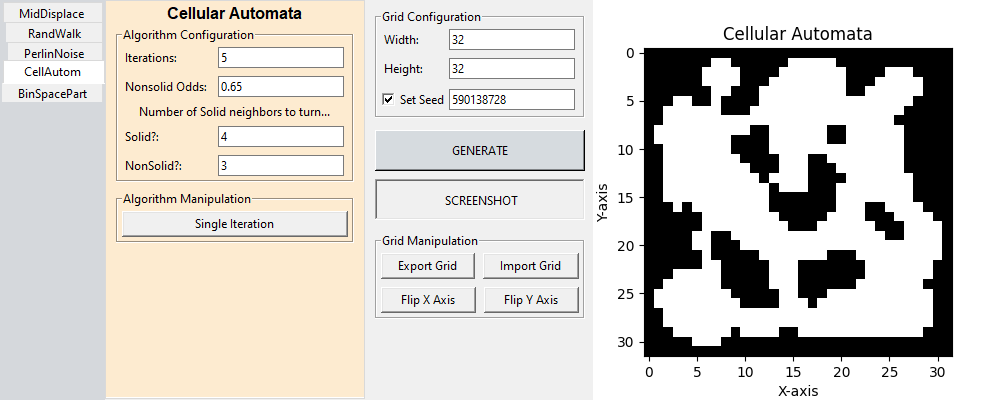 MidDisplace
RandWalk
PerlinNoise
CellAutom
BinSpacePart
Cellular Automata
Algorithm Configuration
Iterations: 5
Nonsolid Odds: 0.65
Number of Solid neighbors to turn...
Solid?: 4
NonSolid?: 3
Algorithm Manipulation
Single Iteration
Grid Configuration
Width: 32
Height: 32
Set Seed 590138728
GENERATE
SCREENSHOT
Grid Manipulation
Export Grid Import Grid
Flip X Axis Flip Y Axis
Cellular Automata
0
5
10
15
20
25
30
Y-axis
0 5 10 15 20 25 30
X-axis